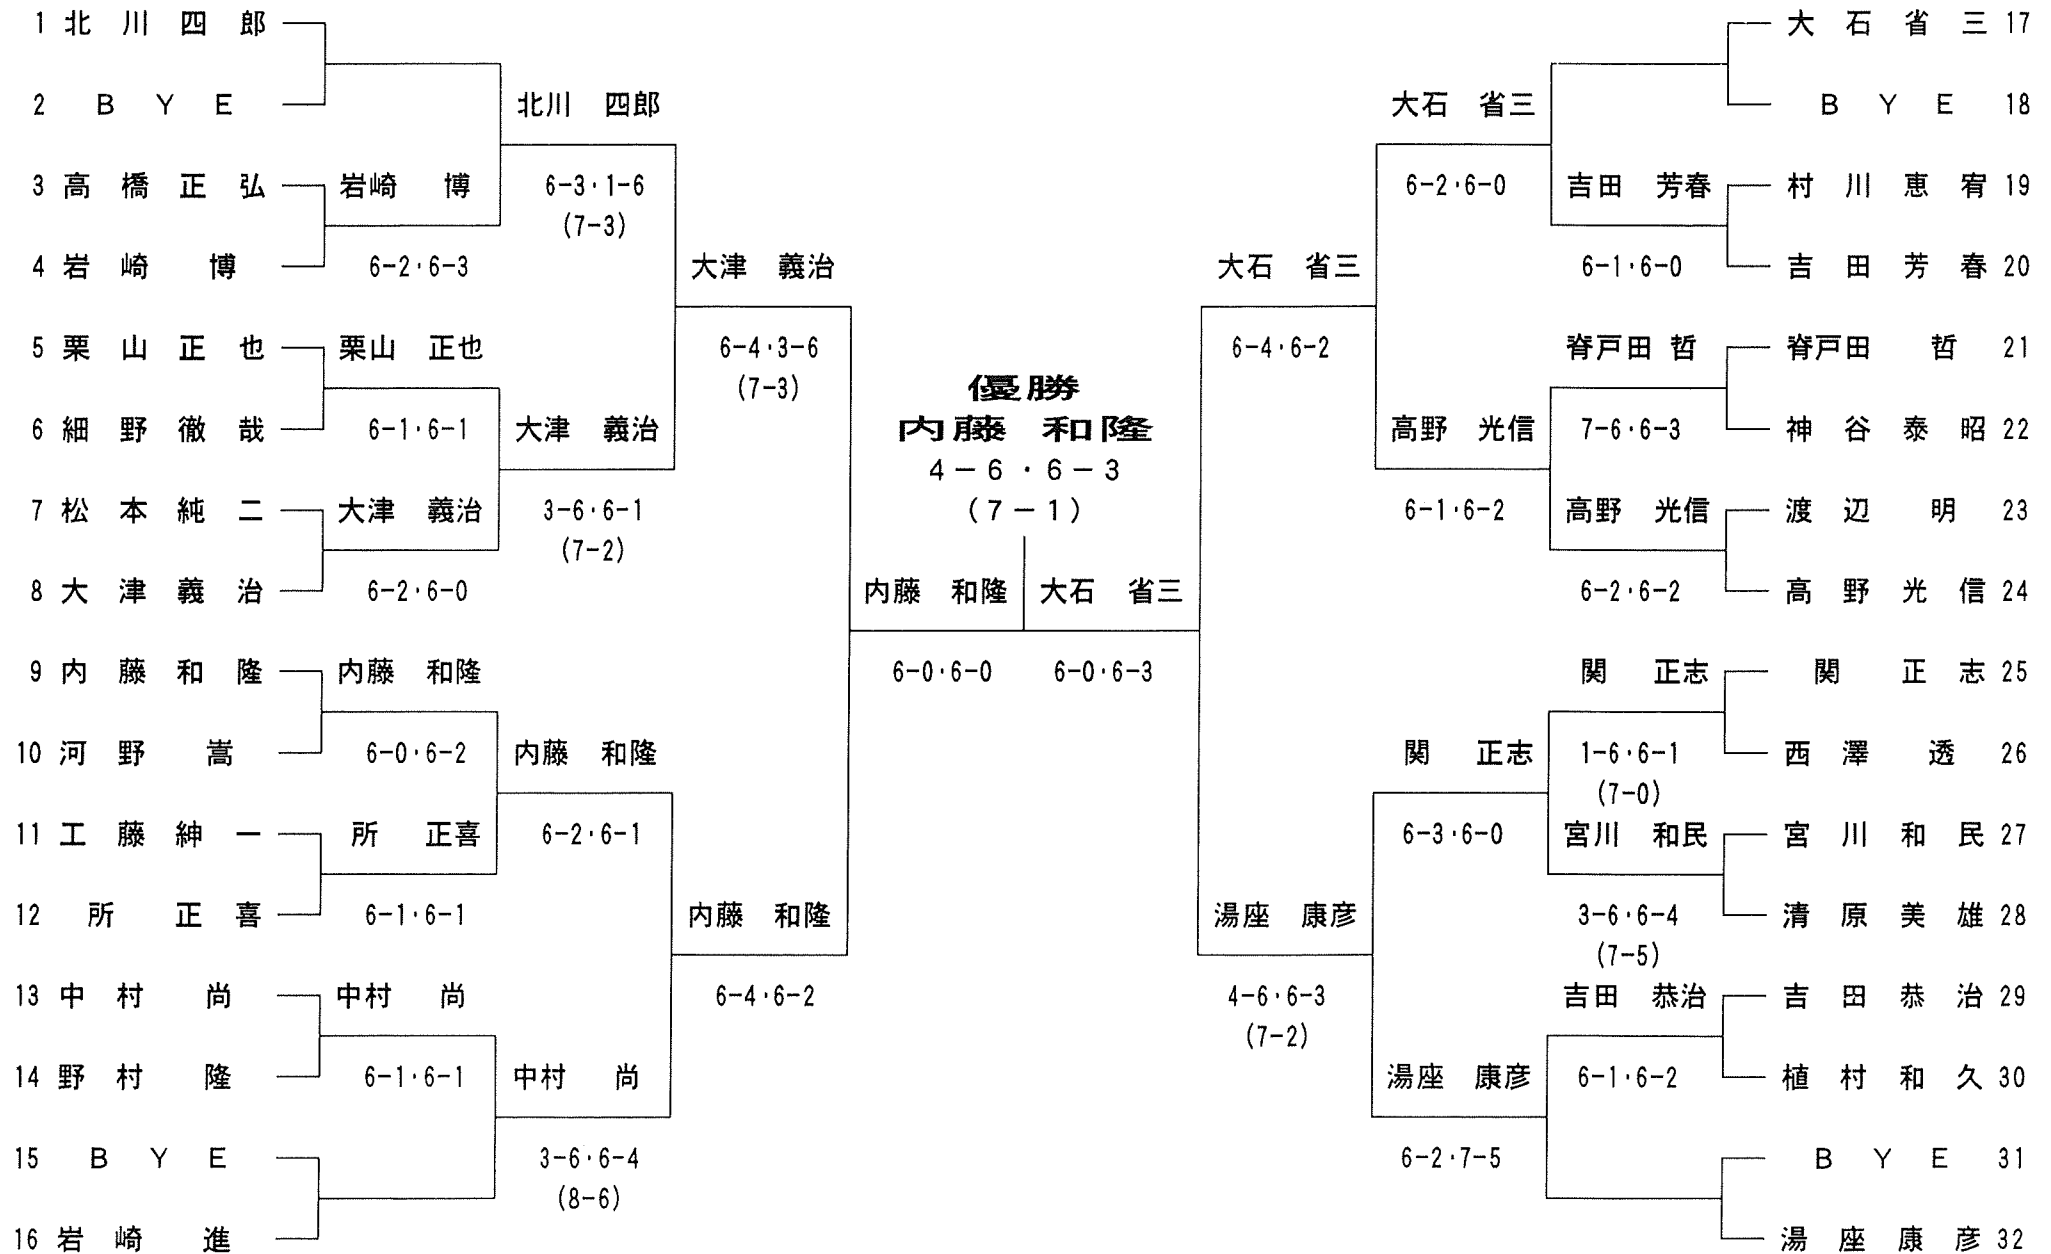 1 北川四郎
2 BYE
北川 四郎
3 高橋正弘
岩崎 博
6-3・1-6
(7-3)
4 岩崎博
6-2・6-3
大津 義治
5 栗山正也
栗山 正也
6-4・3-6
(7-3)
6 細野徹哉
6-1・6-1
大津 義治
7 松本純二
大津 義治
3-6・6-1
(7-2)
8 大津義治
6-2・6-0
内藤 和隆
9 内藤和隆
内藤 和隆
6-0・6-0
10 河野嵩
6-0・6-2
内藤 和隆
11 工藤紳一
所 正喜
6-2・6-1
12 所正喜
6-1・6-1
内藤 和隆
13 中村尚
中村 尚
6-4・6-2
14 野村隆
6-1・6-1
中村 尚
15 BYE
3-6・6-4
(8-6)
16 岩崎進
優勝
内藤 和隆
4-6・6-3
(7-1)
大石省三 17
大石 省三
BYE 18
6-2・6-0
吉田 芳春
村川恵宥 19
大石 省三
6-1・6-0
吉田芳春 20
6-4・6-2
脊戸田 哲
脊戸田哲 21
高野 光信
7-6・6-3
神谷泰昭 22
6-1・6-2
高野 光信
渡辺明 23
大石 省三
6-2・6-2
高野光信 24
6-0・6-3
関 正志
関正志 25
関 正志
1-6・6-1
(7-0)
西澤透 26
6-3・6-0
宮川 和民
宮川和民 27
湯座 康彦
3-6・6-4
(7-5)
清原美雄 28
4-6・6-3
(7-2)
吉田 恭治
吉田恭治 29
湯座 康彦
6-1・6-2
植村和久 30
6-2・7-5
BYE 31
湯座康彦 32